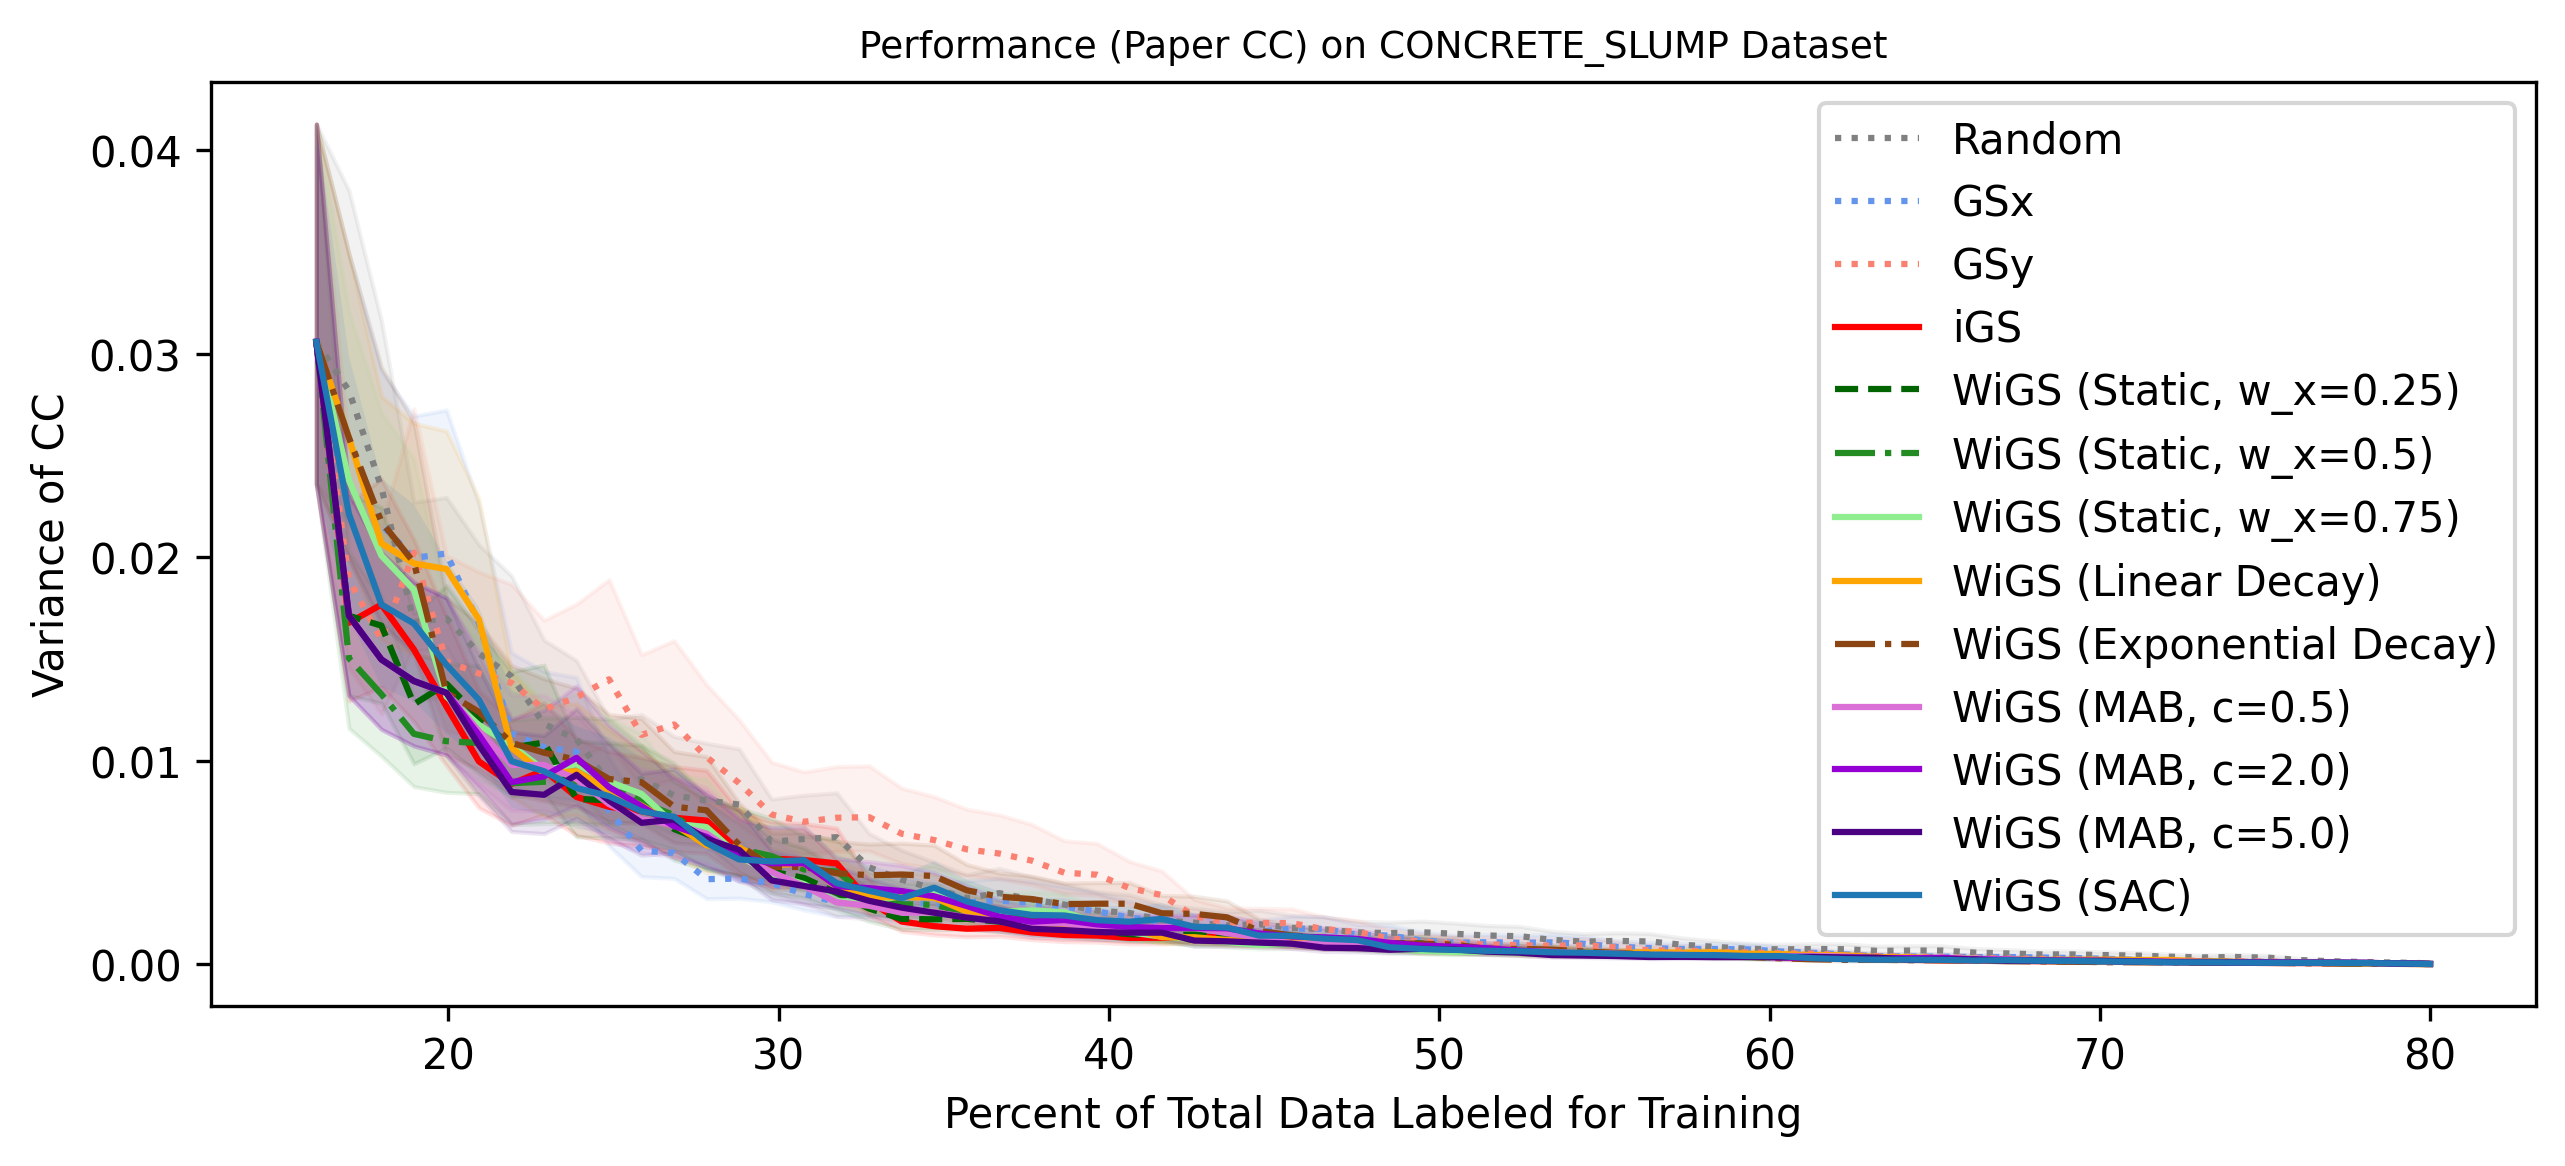 Performance (Paper CC) on CONCRETE_SLUMP Dataset
Variance of CC
0.04
0.03
0.02
0.01
0.00
20 30 40 50 60 70 80
Percent of Total Data Labeled for Training
Random
GSx
GSy
iGS
WiGS (Static, w_x=0.25)
WiGS (Static, w_x=0.5)
WiGS (Static, w_x=0.75)
WiGS (Linear Decay)
WiGS (Exponential Decay)
WiGS (MAB, c=0.5)
WiGS (MAB, c=2.0)
WiGS (MAB, c=5.0)
WiGS (SAC)